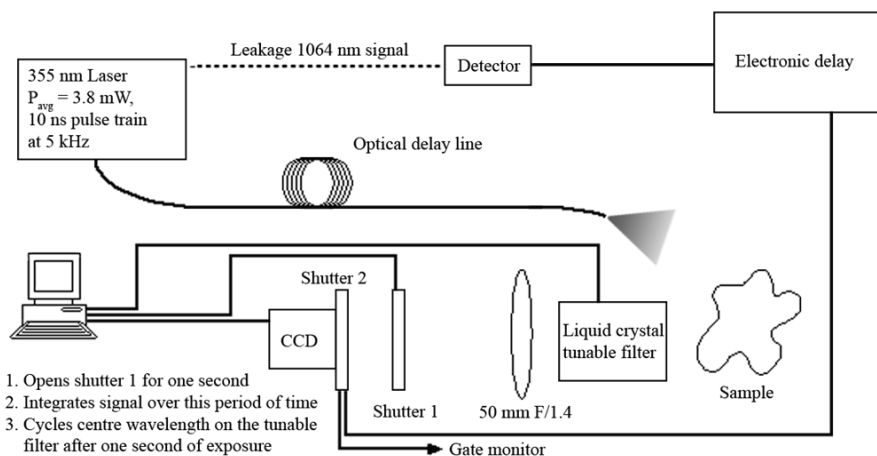 Leakage 1064 nm signal
355 nm Laser
Pavg = 3.8 mW,
10 ns pulse train
at 5 kHz
Detector
Electronic delay
Optical delay line
Shutter 2
CCD
Shutter 1
50 mm F/1.4
Liquid crystal
tunable filter
Sample
1. Opens shutter 1 for one second
2. Integrates signal over this period of time
3. Cycles centre wavelength on the tunable
filter after one second of exposure
Gate monitor